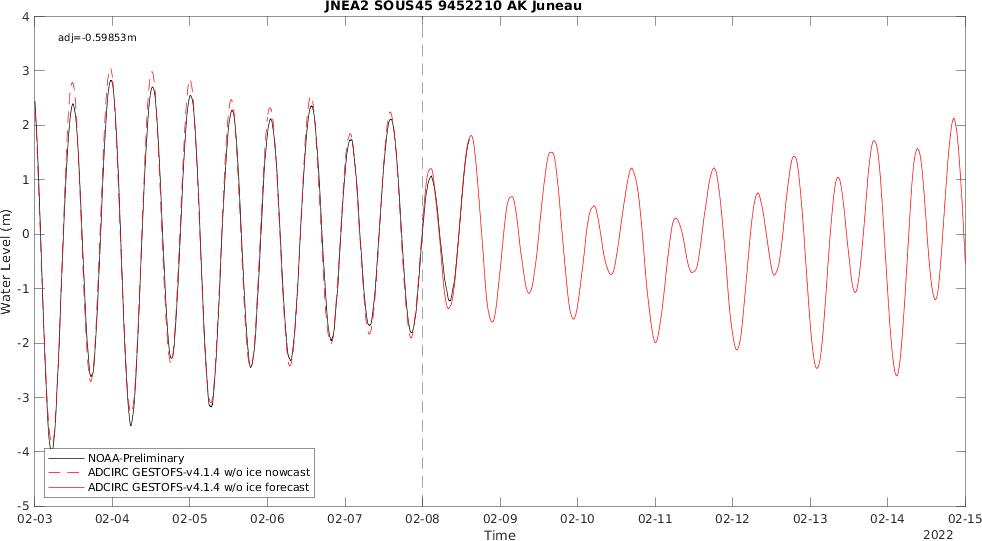 JNEA2 SOUS45 9452210 AK Juneau
adj=-0.59853m
4
3
2
1
0
-1
-2
-3
-4
-5
Water Level (m)
NOAA-Preliminary
ADCIRC GESTOFS-v4.1.4 w/o ice nowcast
ADCIRC GESTOFS-v4.1.4 w/o ice forecast
02-03 02-04 02-05 02-06 02-07 02-08 02-09 02-10 02-11 02-12 02-13 02-14 02-15
Time
2022